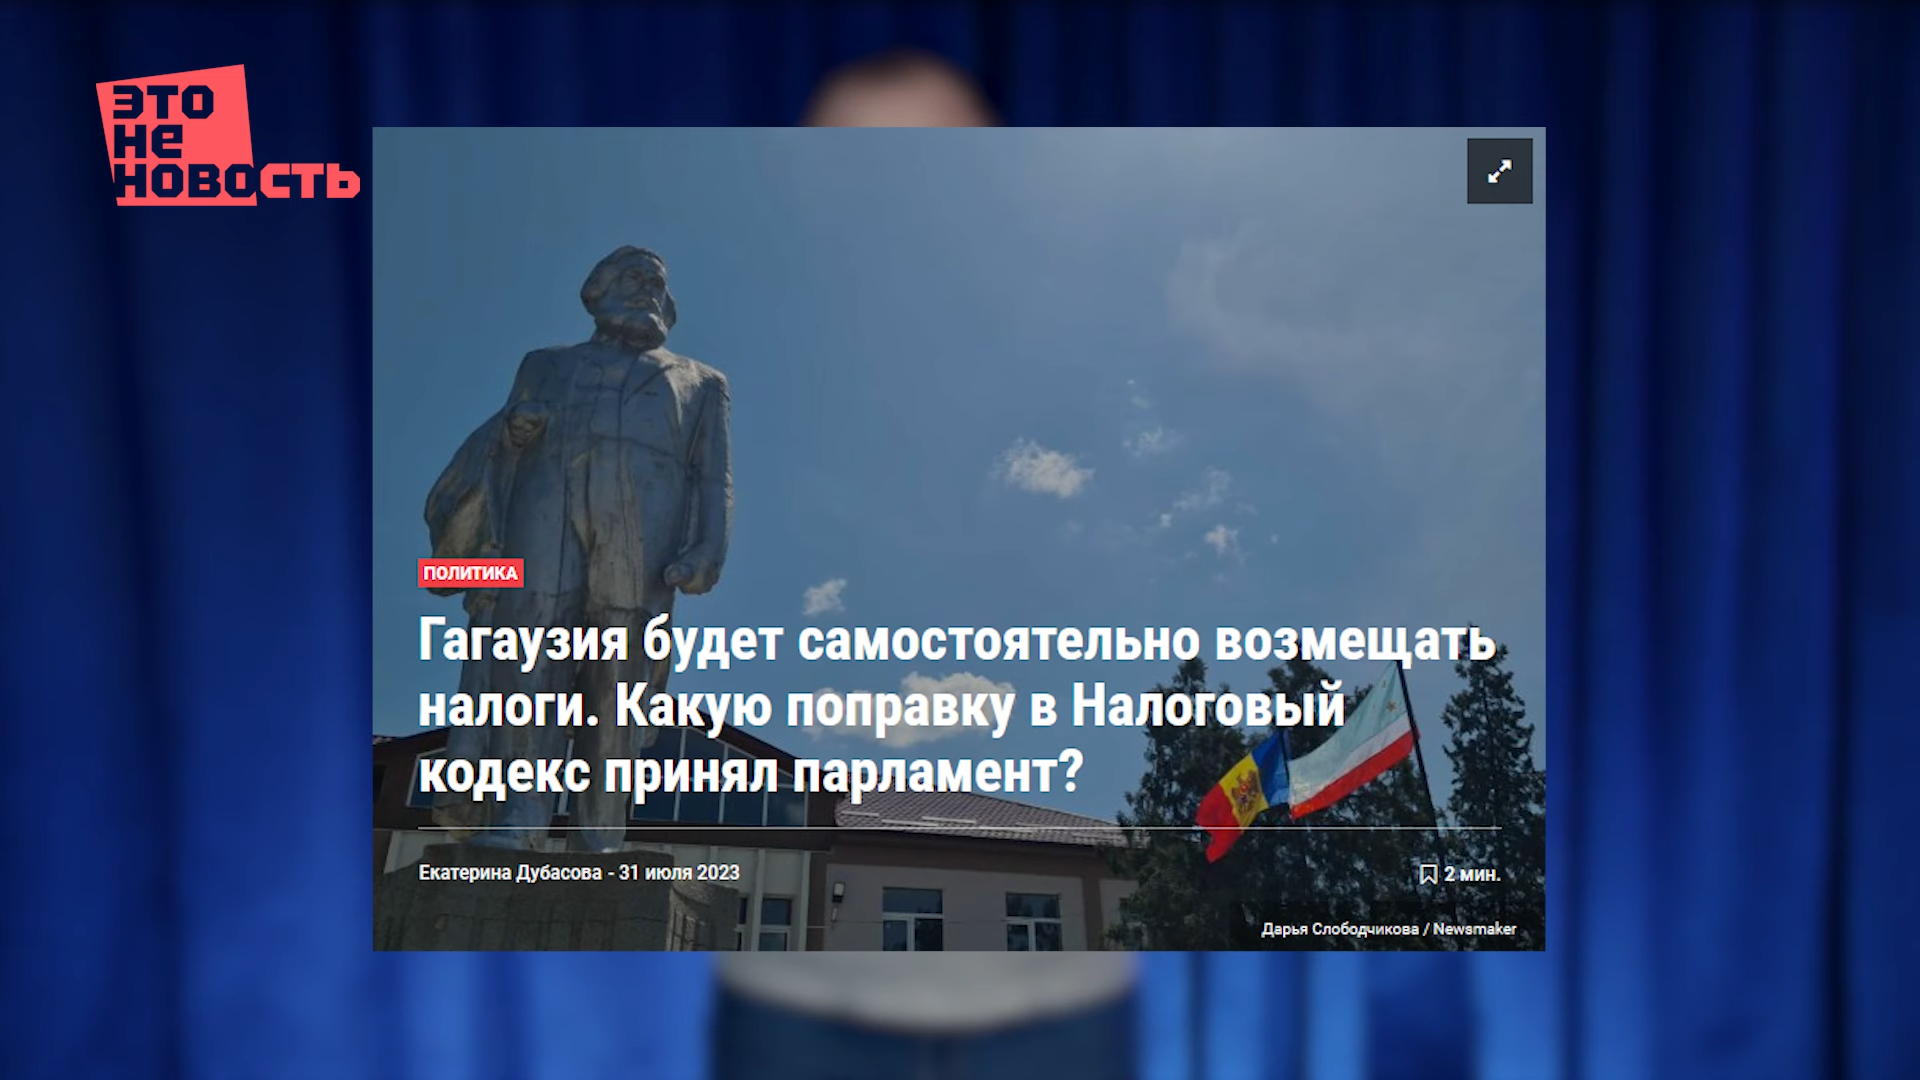 ЭТО
НЕ
НОВОСТЬ
ПОЛИТИКА
Гагаузия будет самостоятельно возмещать
налоги. Какую поправку в Налоговый
кодекс принял парламент?
Екатерина Дубасова - 31 июля 2023
2 мин.
Дарья Слободчикова / Newsmaker